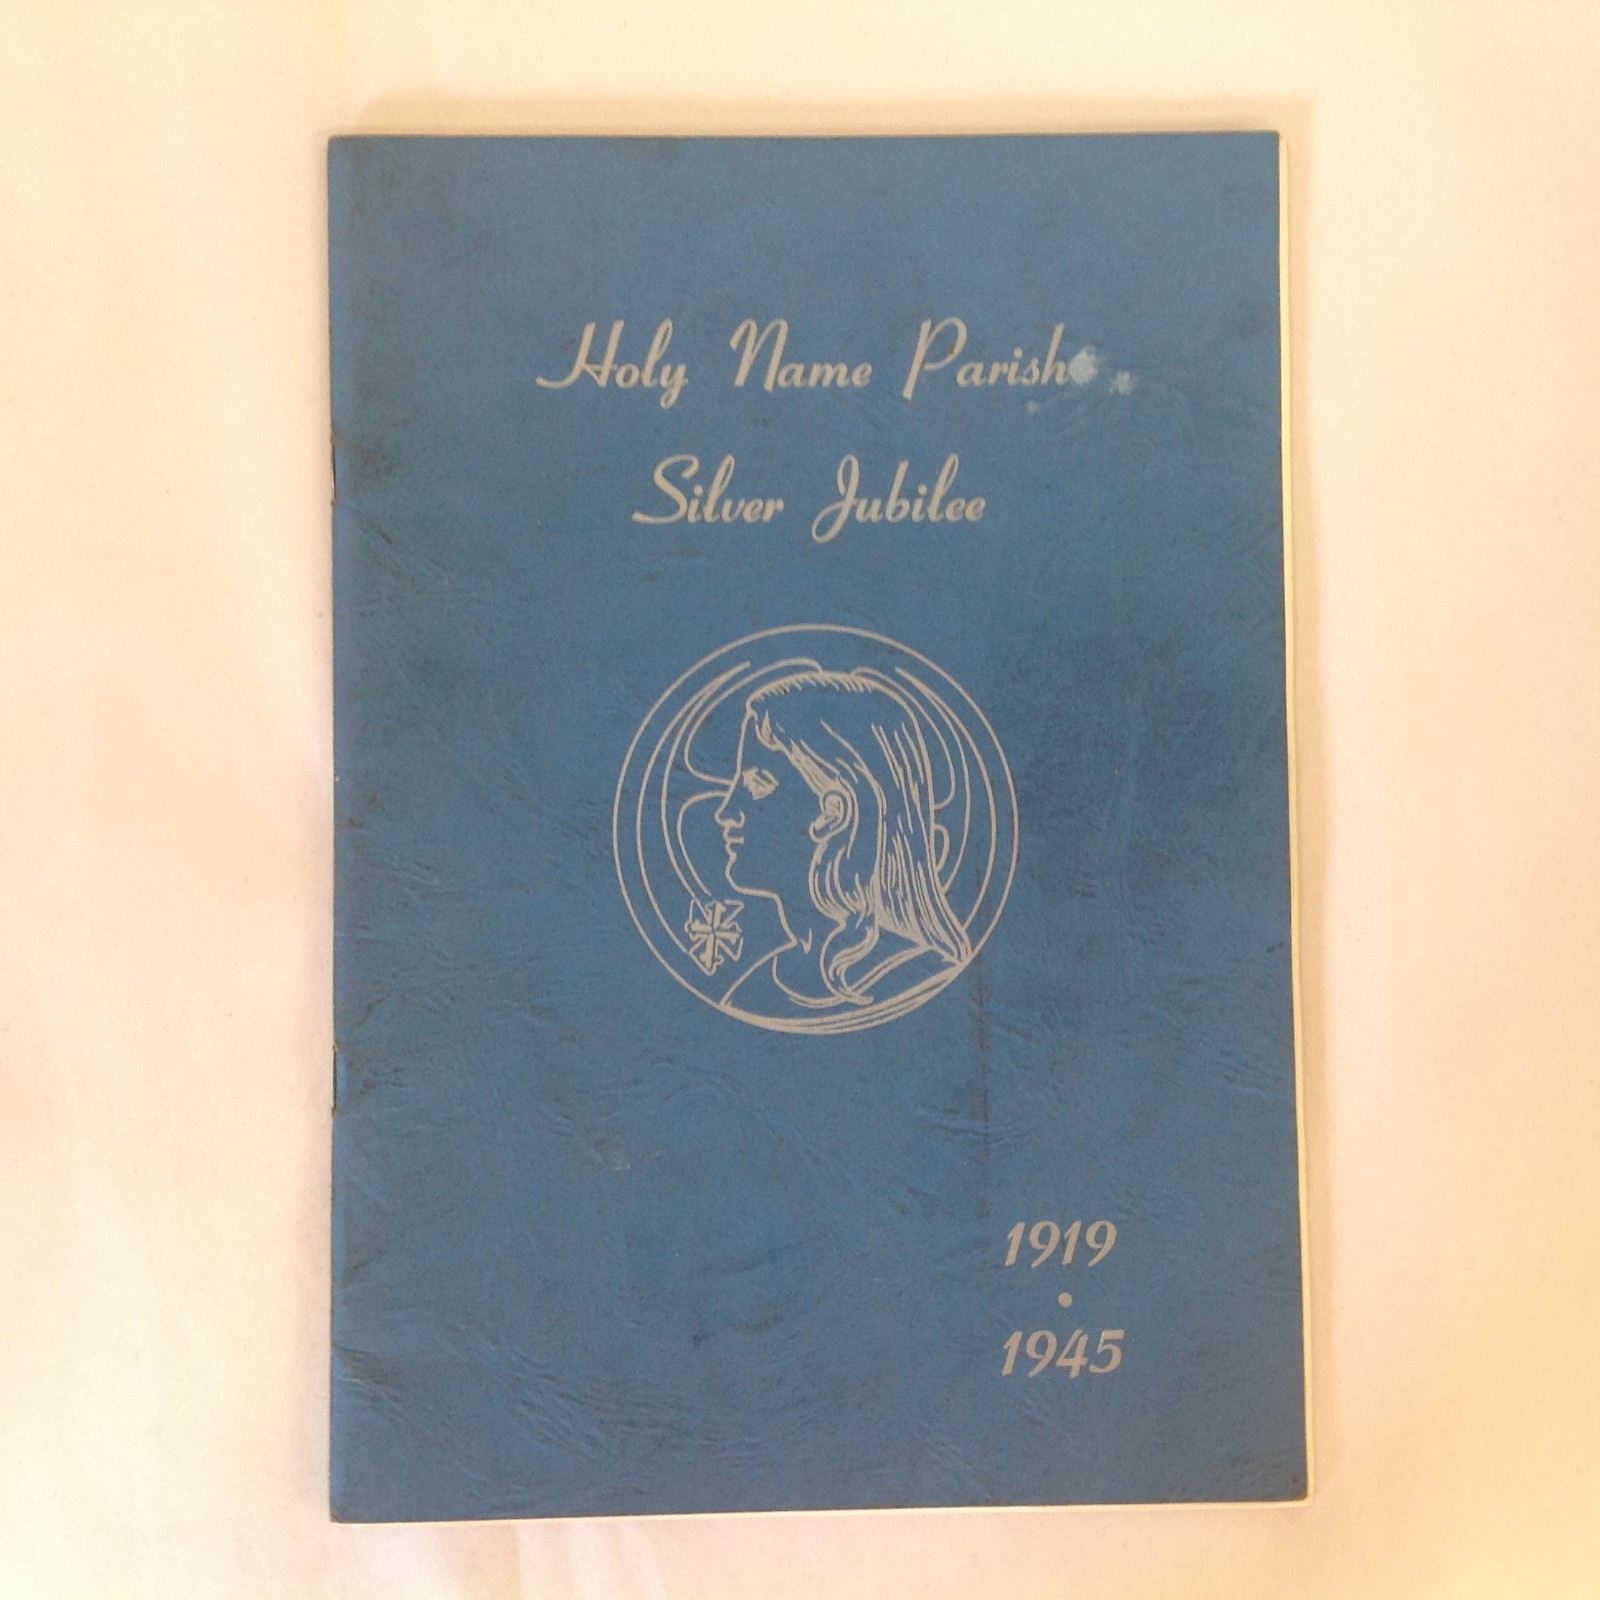 Holy Name Parish
Silver Jubilee
1919
•
1945